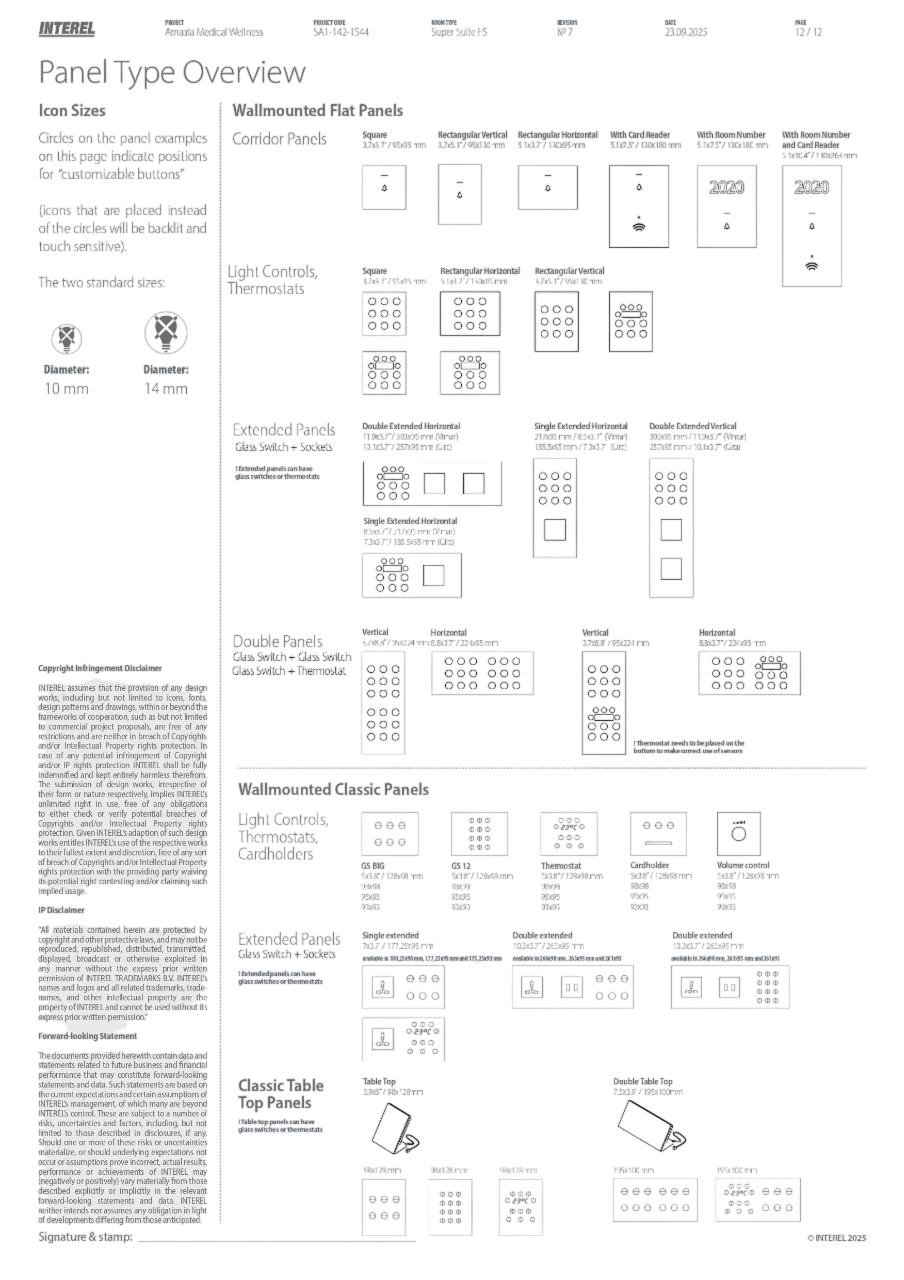 INTEREL
PROJECT
Amaala Medical Wellness
PROJECT CODE
SA1-142-1544
ROOM TYPE
Super Suite F5
REVISION
Nº 7
DATE
23.09.2025
PAGE
12 / 12
Panel Type Overview
Icon Sizes
Circles on the panel examples
on this page indicate positions
for "customizable buttons"
(icons that are placed instead
of the circles will be backlit and
touch sensitive).
The two standard sizes:
Diameter:
10 mm
Diameter:
14 mm
Copyright Infringement Disclaimer
INTEREL assumes that the provision of any design
works, including but not limited to icons, fonts,
design patterns and drawings, within or beyond the
frameworks of cooperation, such as but not limited
to commercial project proposals, are free of any
restrictions and are neither in breach of Copyrights
and/or Intellectual Property rights protection. In
case of any potential infringement of Copyright
and/or IP rights protection INTEREL shall be fully
indemnified and kept entirely harmless therefrom.
The submission of design works, irrespective of
their form or nature respectively, implies INTEREL's
unlimited right in use, free of any obligations
to either check or verify potential breaches of
Copyrights and/or Intellectual Property rights
protection. Given INTEREL's adaption of such design
works entitles INTEREL's use of the respective works
to their fullest extent and discretion, free of any sort
of breach of Copyrights and/or Intellectual Property
rights protection with the providing party waiving
its potential right contesting and/or claiming such
implied usage.
IP Disclaimer
"All materials contained herein are protected by
copyright and other protective laws, and may not be
reproduced, republished, distributed, transmitted,
displayed, broadcast or otherwise exploited in
any manner without the express prior written
permission of INTEREL TRADEMARKS B.V. INTEREL's
names and logos and all related trademarks, trade-
names, and other intellectual property are the
property of INTEREL and cannot be used without its
express prior written permission."
Forward-looking Statement
The documents provided herewith contain data and
statements related to future business and financial
performance that may constitute forward-looking
statements and data. Such statements are based on
the current expectations and certain assumptions of
INTEREL's management, of which many are beyond
INTEREL's control. These are subject to a number of
risks, uncertainties and factors, including, but not
limited to those described in disclosures, if any.
Should one or more of these risks or uncertainties
materialize, or should underlying expectations not
occur or assumptions prove incorrect, actual results,
performance or achievements of INTEREL may
(negatively or positively) vary materially from those
described explicitly or implicitly in the relevant
forward-looking statements and data. INTEREL
neither intends nor assumes any obligation in light
of developments differing from those anticipated.
Signature & stamp:
Wallmounted Flat Panels
Corridor Panels
Square
3.7x3.7" / 95x95 mm
Rectangular Vertical
3.7x5.1" / 95x130 mm
Rectangular Horizontal
5.1x3.7" / 130x95 mm
With Card Reader
5.1x7.5" / 130x180 mm
With Room Number
5.1x7.5" / 130x180 mm
With Room Number
and Card Reader
5.1x10.4" / 130x263 mm
2020
2020
Light Controls,
Thermostats
Square
3.7x3.7" / 95x95 mm
Rectangular Horizontal
5.1x3.7" / 130x95 mm
Rectangular Vertical
3.7x5.1" / 95x130 mm
Extended Panels
Glass Switch + Sockets
! Extended panels can have
glass switches or thermostats
Double Extended Horizontal
11.9x3.7" / 303x95 mm (Vimar)
10.1x3.7" / 257x95 mm (Gira)
Single Extended Horizontal
217x95 mm / 8.5x3.7" (Vimar)
185.5x95 mm / 7.3x3.7" (Gira)
Double Extended Vertical
303x95 mm / 11.9x3.7" (Vimar)
257x95 mm / 10.1x3.7" (Gira)
Single Extended Horizontal
8.5x3.7" / 217x95 mm (Vimar)
7.3x3.7" / 185.5x95 mm (Gira)
Double Panels
Glass Switch + Glass Switch
Glass Switch + Thermostat
Vertical
3.7x8.8" / 95x224 mm
Horizontal
8.8x3.7" / 224x95 mm
Vertical
3.7x8.8" / 95x224 mm
Horizontal
8.8x3.7" / 224x95 mm
! Thermostat needs to be placed on the
bottom to make correct use of sensors
Wallmounted Classic Panels
Light Controls,
Thermostats,
Cardholders
23ºC
GS BIG
5x3.8" / 128x98 mm
98x98
95x95
93x93
GS 12
5x3.8" / 128x98 mm
98x98
95x95
93x93
Thermostat
5x3.8" / 128x98 mm
98x98
95x95
93x93
Cardholder
5x3.8" / 128x98 mm
98x98
95x95
93x93
Volume control
5x3.8" / 128x98 mm
98x98
95x95
93x93
Extended Panels
Glass Switch + Sockets
! Extended panels can have
glass switches or thermostats
Single extended
7x3.7" / 177,25x95 mm
available in 180,25x98 mm, 177,25x95 mm and 175,25x93 mm
Double extended
10.3x3.7" / 263x95 mm
available in 266x98 mm, 263x95 mm and 261x93
Double extended
10.3x3.7" / 263x95 mm
available in 266x98 mm, 263x95 mm and 261x93
23ºC
Classic Table
Top Panels
! Table top panels can have
glass switches or thermostats
Table Top
3.9x5" / 98x128mm
Double Table Top
7.5x3.9" / 195x100mm
98x128 mm
98x128 mm
98x128 mm
195x100 mm
195x100 mm
23ºC
23ºC
© INTEREL 2025